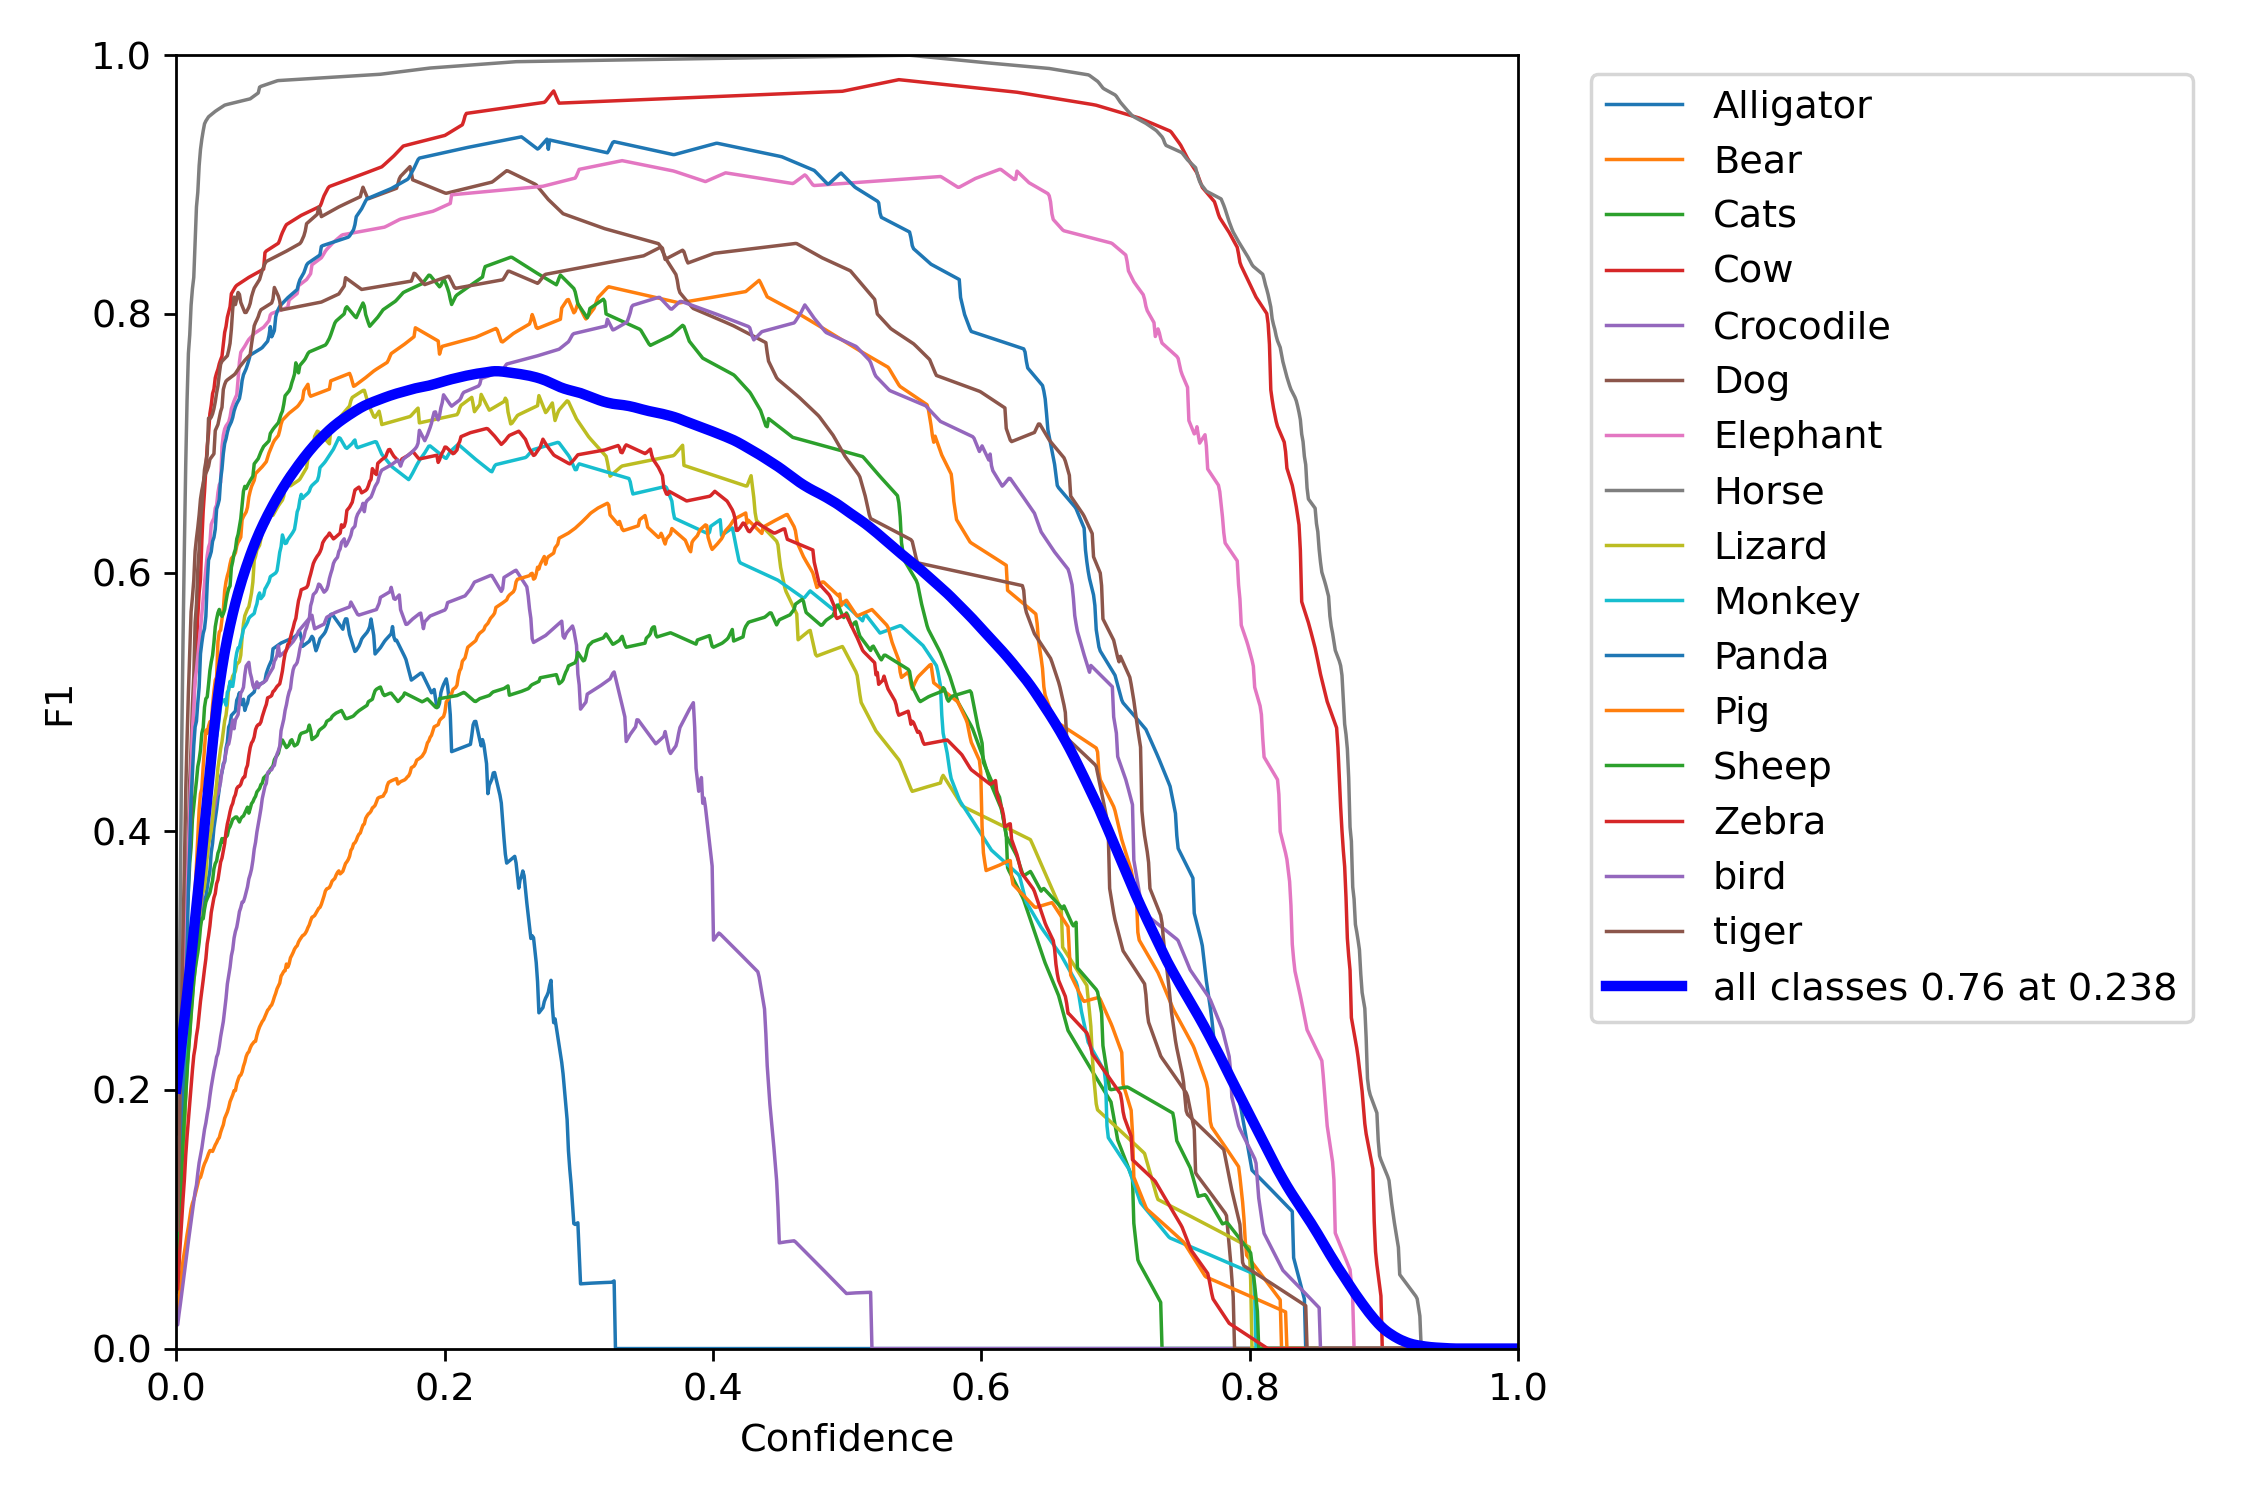 1.0
0.8
0.6
0.4
0.2
0.0
F1
0.0 0.2 0.4 0.6 0.8 1.0
Confidence
Alligator
Bear
Cats
Cow
Crocodile
Dog
Elephant
Horse
Lizard
Monkey
Panda
Pig
Sheep
Zebra
bird
tiger
all classes 0.76 at 0.238